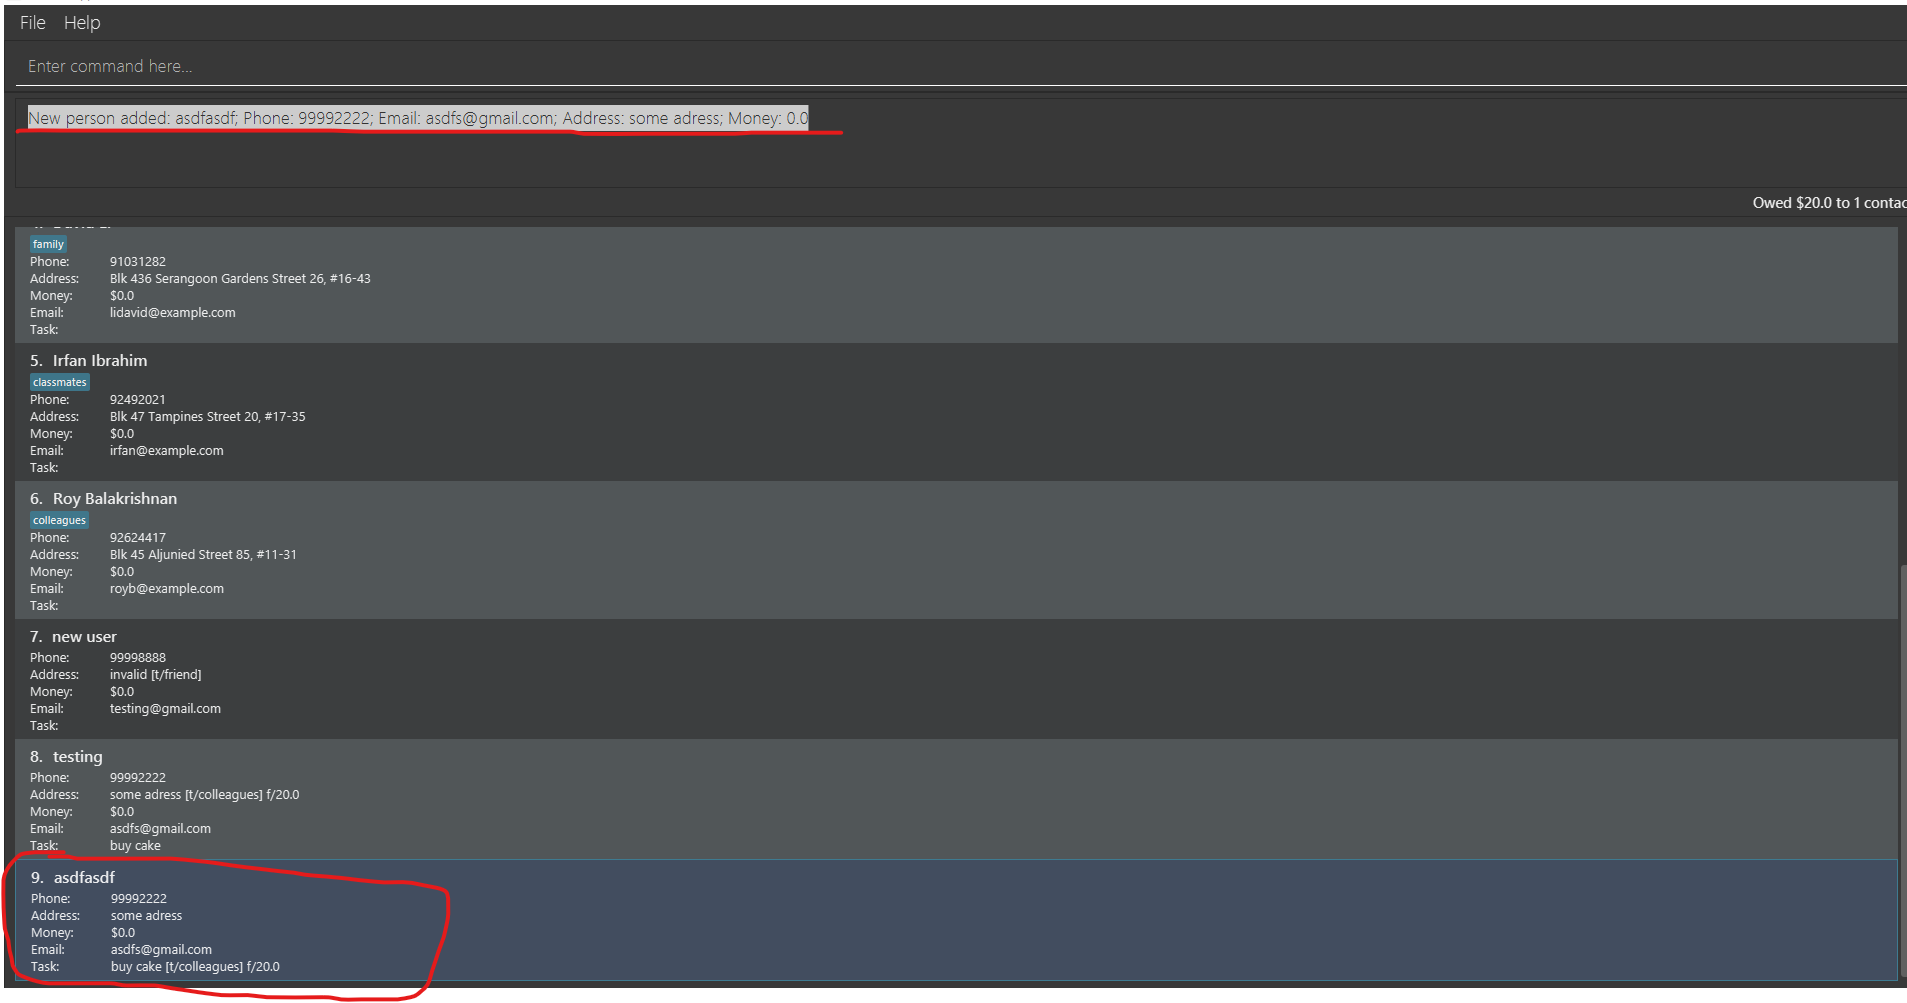 File Help
Enter command here...
New person added: asdfasdf; Phone: 99992222; Email: asdfs@gmail.com; Address: some adress; Money: 0.0
Owed $20.0 to 1 contac
family
Phone: 91031282
Address: Blk 436 Serangoon Gardens Street 26, #16-43
Money: $0.0
Email: lidavid@example.com
Task:
5. Irfan Ibrahim
classmates
Phone: 92492021
Address: Blk 47 Tampines Street 20, #17-35
Money: $0.0
Email: irfan@example.com
Task:
6. Roy Balakrishnan
colleagues
Phone: 92624417
Address: Blk 45 Aljunied Street 85, #11-31
Money: $0.0
Email: royb@example.com
Task:
7. new user
Phone: 99998888
Address: invalid [t/friend]
Money: $0.0
Email: testing@gmail.com
Task:
8. testing
Phone: 99992222
Address: some adress [t/colleagues] f/20.0
Money: $0.0
Email: asdfs@gmail.com
Task: buy cake
9. asdfasdf
Phone: 99992222
Address: some adress
Money: $0.0
Email: asdfs@gmail.com
Task: buy cake [t/colleagues] f/20.0